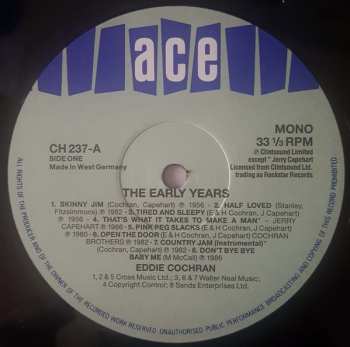 ace
CH 237-A
SIDE ONE
Made in West Germany
MONO
33 ⅓ RPM
℗ Clintsound Limited
except * Jerry Capehart
Licensed from Clintsound Ltd.
trading as Rockstar Records
THE EARLY YEARS
1. SKINNY JIM (Cochran, Capehart) ℗ 1956 - 2. HALF LOVED (Stanley,
Fitzsimmons) ℗ 1982 - 3. TIRED AND SLEEPY (E & H Cochran, J Capehart)
℗ 1956 - 4. THAT'S WHAT IT TAKES TO MAKE A MAN* - JERRY
CAPEHART ℗ 1986 - 5. PINK PEG SLACKS (E Cochran, J Capehart)
℗ 1980 - 6. OPEN THE DOOR (E & H Cochran, J Capehart) COCHRAN
BROTHERS ℗ 1982 - 7. COUNTRY JAM (Instrumental)*
(Cochran, Capehart) ℗ 1982 - 8. DON'T BYE BYE
BABY ME (M McCall) ℗ 1986
EDDIE COCHRAN
1, 2 & 5 Cross Music Ltd.; 3, 6 & 7 Water Neal Music;
4 Copyright Control; 8 Sands Enterprises Ltd.
ALL RIGHTS OF THE PRODUCER AND OF THE OWNER OF THE RECORDED WORK RESERVED. UNAUTHORISED PUBLIC PERFORMANCE BROADCASTING AND COPYING OF THIS RECORD PROHIBITED